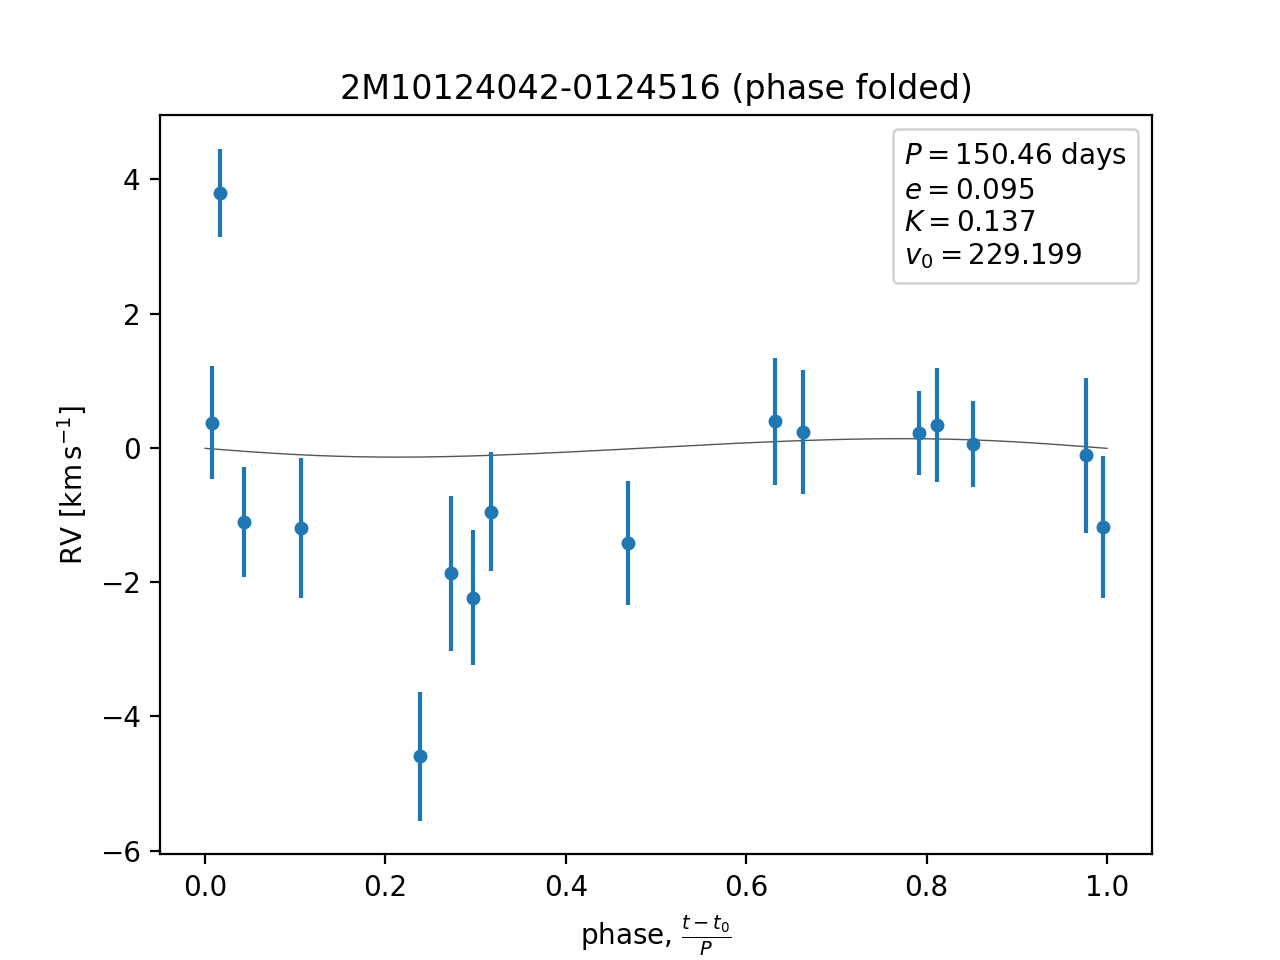 2M10124042-0124516 (phase folded)
P = 150.46 days
e = 0.095
K = 0.137
v₀ = 229.199
RV [km s⁻¹]
4
2
0
−2
−4
−6
0.0 0.2 0.4 0.6 0.8 1.0
phase, (t − t₀)/P